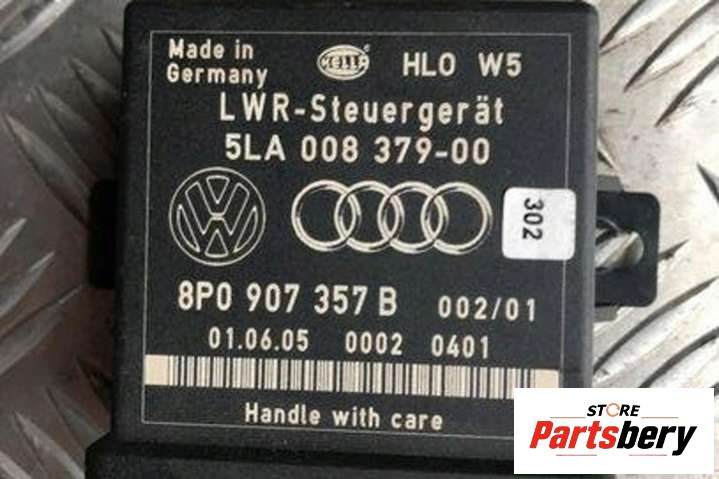 Made in
Germany
HELLA
HLO W5
LWR-Steuergerät
5LA 008 379-00
302
8P0 907 357 B 002/01
01.06.05 0002 0401
Handle with care
STORE
Partsbery